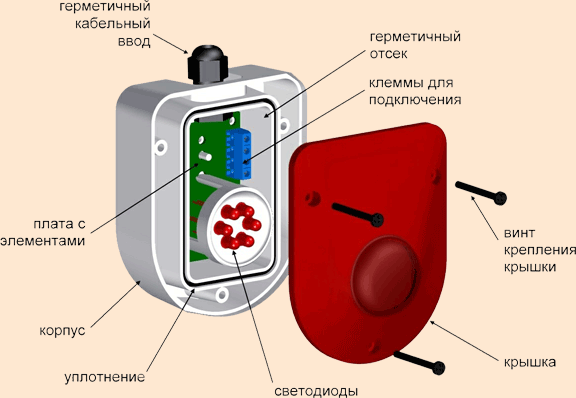 герметичный
кабельный
ввод
герметичный
отсек
клеммы для
подключения
плата с
элементами
винт
крепления
крышки
корпус
уплотнение
светодиоды
крышка